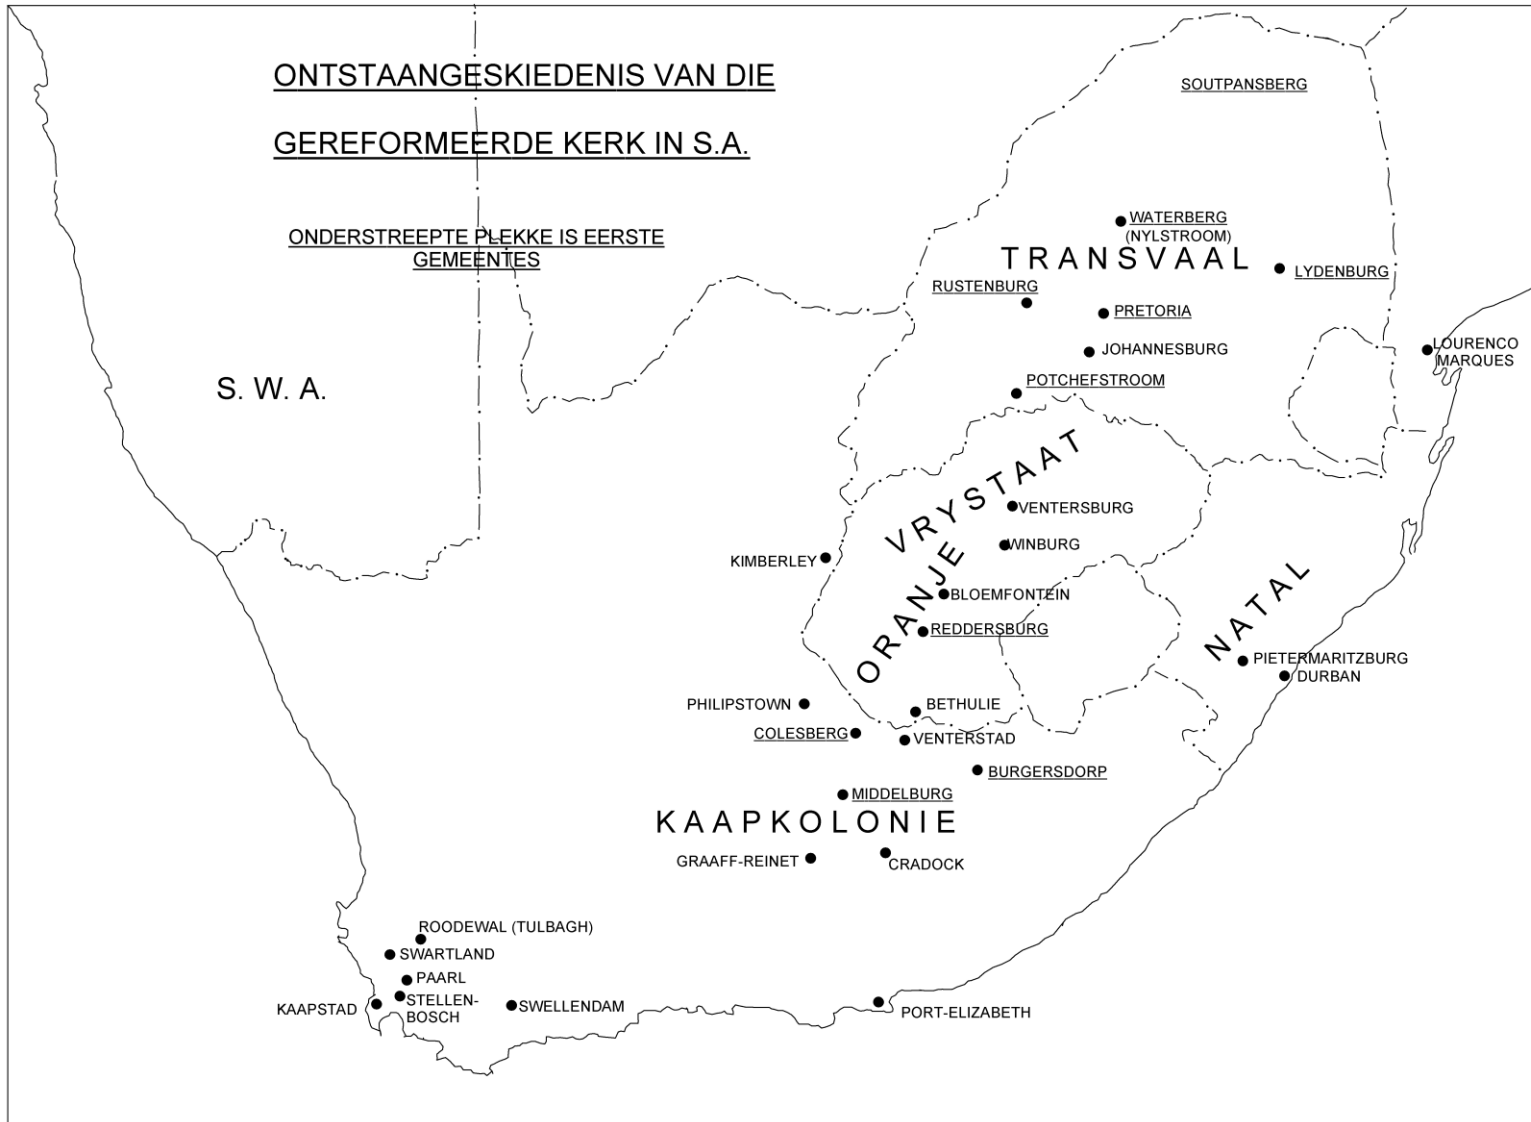 ONTSTAANGESKIEDENIS VAN DIE
GEREFORMEERDE KERK IN S.A.
ONDERSTREEPTE PLEKKE IS EERSTE
GEMEENTES
SOUTPANSBERG
WATERBERG
(NYLSTROOM)
TRANSVAAL
LYDENBURG
RUSTENBURG
PRETORIA
JOHANNESBURG
LOURENCO
MARQUES
POTCHEFSTROOM
S. W. A.
VRYSTAAT
ORANJE
VENTERSBURG
WINBURG
KIMBERLEY
BLOEMFONTEIN
REDDERSBURG
NATAL
PIETERMARITZBURG
DURBAN
PHILIPSTOWN
BETHULIE
COLESBERG
VENTERSTAD
BURGERSDORP
MIDDELBURG
KAAPKOLONIE
GRAAFF-REINET
CRADOCK
ROODEWAL (TULBAGH)
SWARTLAND
PAARL
STELLEN-
BOSCH
KAAPSTAD
SWELLENDAM
PORT-ELIZABETH